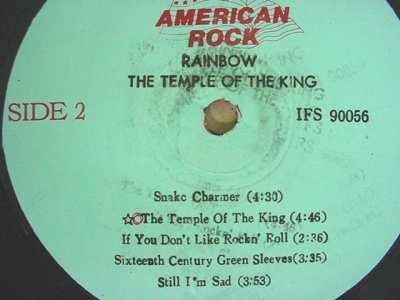 AMERICAN
ROCK
RAINBOW
THE TEMPLE OF THE KING
SIDE 2
IFS 90056
Snake Charmer (4:30)
☆The Temple Of The King (4:46)
If You Don't Like Rockn' Roll (2:36)
Sixteenth Century Green Sleeves(3:35)
Still I'm Sad (3:53)